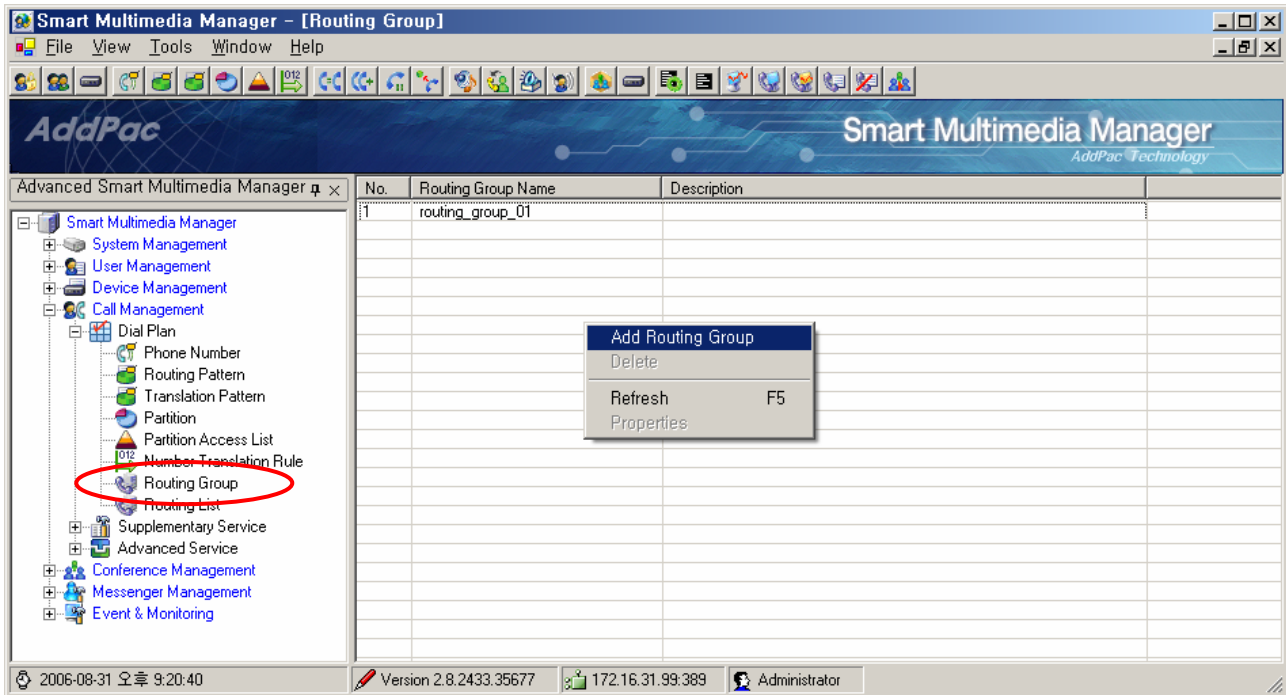 Smart Multimedia Manager - [Routing Group]
File View Tools Window Help
012
AddPac
Smart Multimedia Manager
AddPac Technology
Advanced Smart Multimedia Manager
No. Routing Group Name Description
1 routing_group_01
Smart Multimedia Manager
System Management
User Management
Device Management
Call Management
Dial Plan
Phone Number
Routing Pattern
Translation Pattern
Partition
Partition Access List
012 Number Translation Rule
Routing Group
Routing List
Supplementary Service
Advanced Service
Conference Management
Messenger Management
Event & Monitoring
Add Routing Group
Delete
Refresh F5
Properties
2006-08-31 오후 9:20:40 Version 2.8.2433.35677 172.16.31.99:389 Administrator